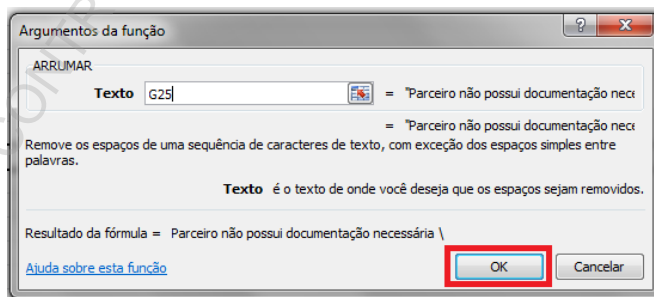 Argumentos da função
ARRUMAR
Texto G25 = "Parceiro não possui documentação nece
= "Parceiro não possui documentação nece
Remove os espaços de uma sequência de caracteres de texto, com exceção dos espaços simples entre
palavras.
Texto é o texto de onde você deseja que os espaços sejam removidos.
Resultado da fórmula = Parceiro não possui documentação necessária \
Ajuda sobre esta função OK Cancelar